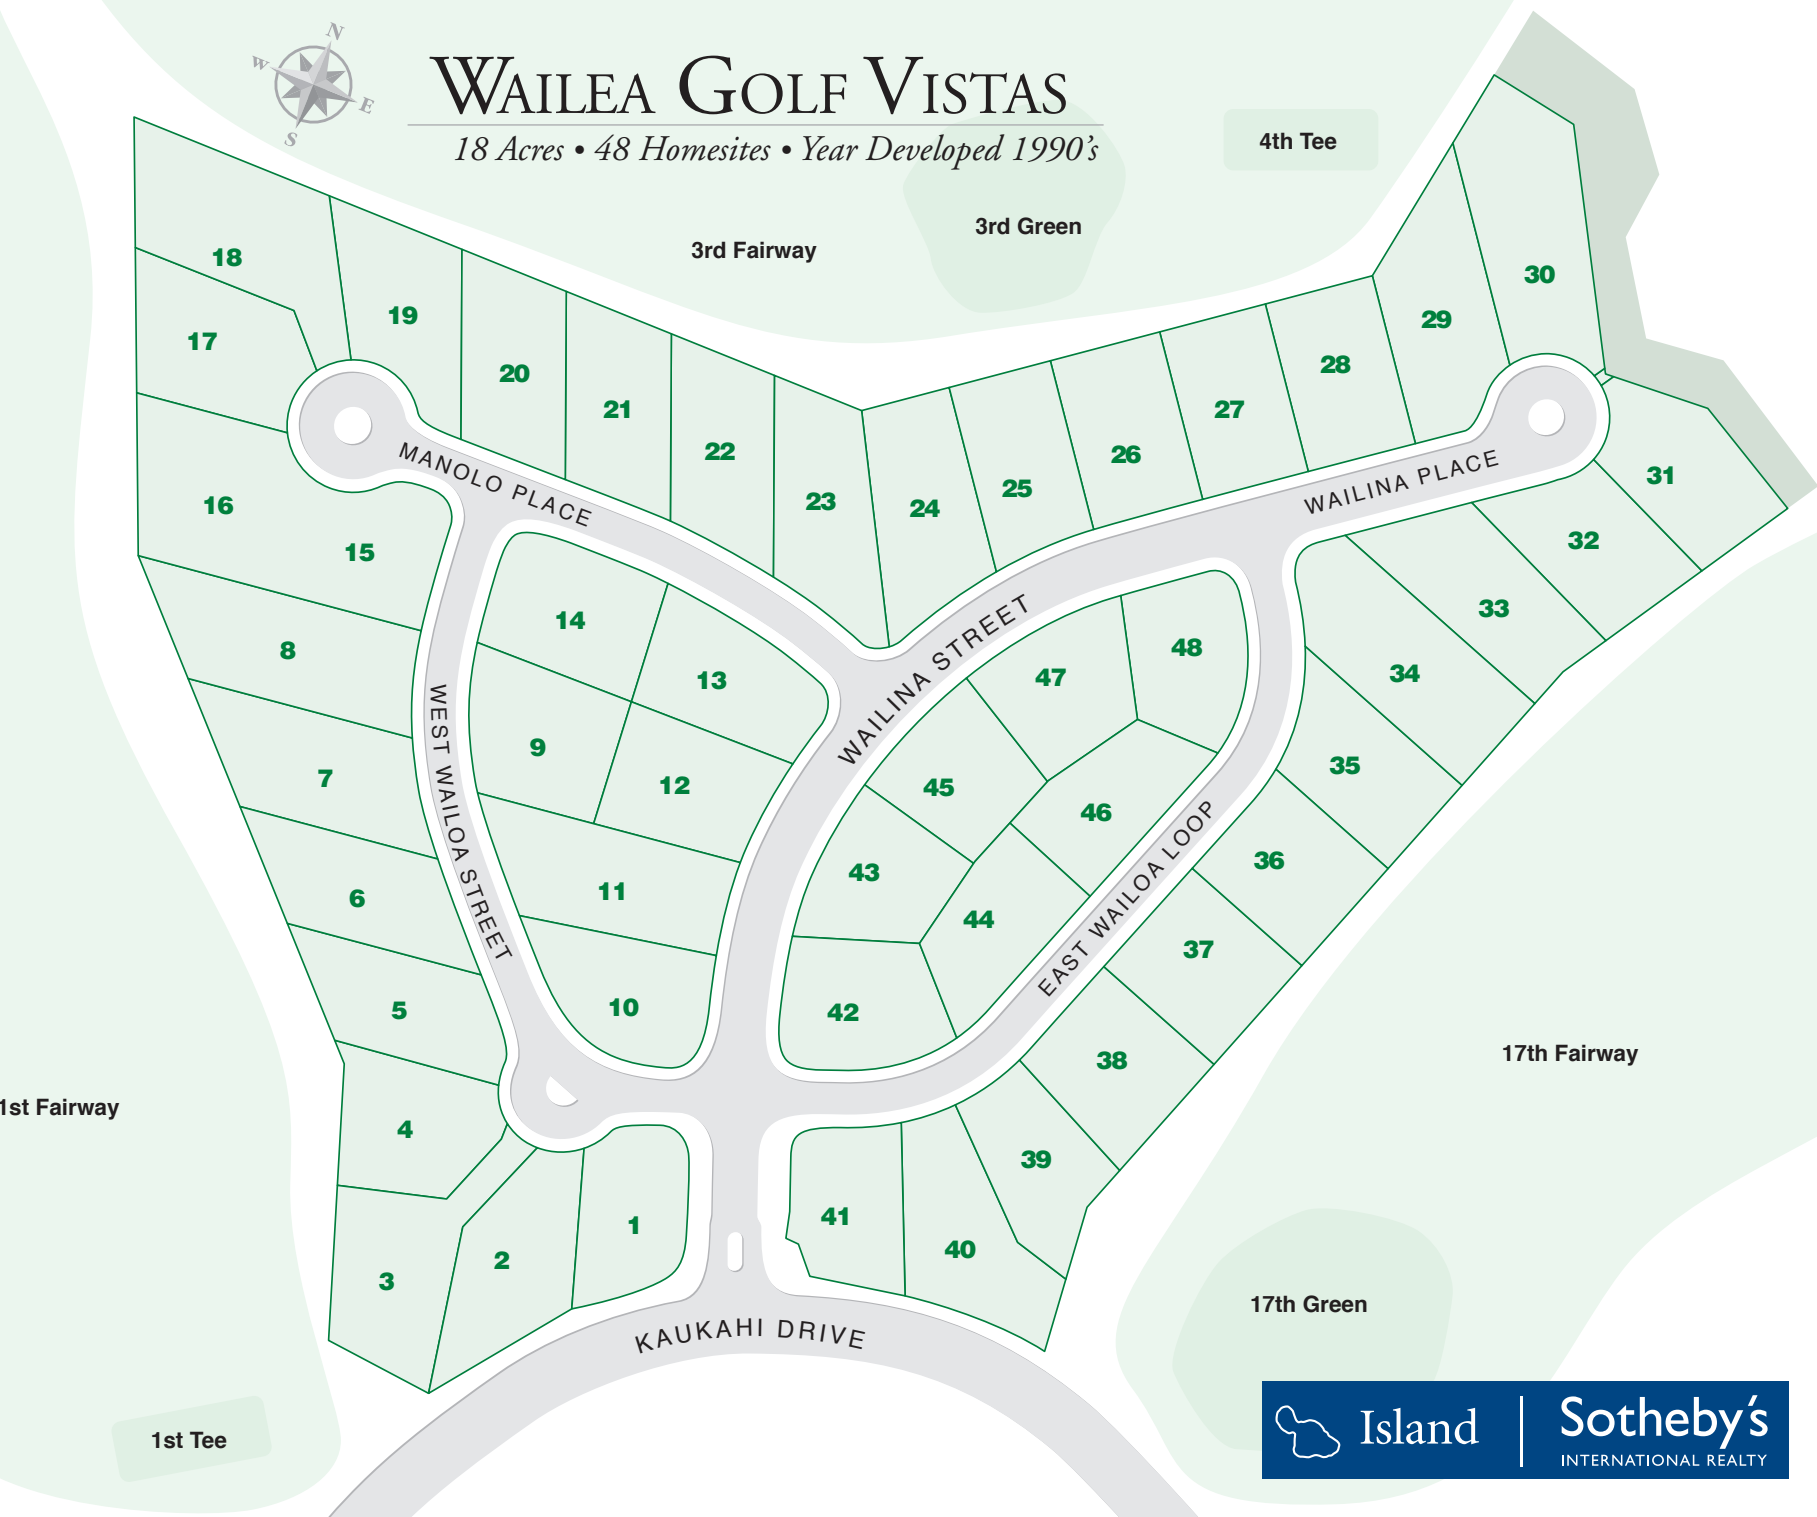 N
W
E
S
WAILEA GOLF VISTAS
18 Acres • 48 Homesites • Year Developed 1990’s
4th Tee
3rd Green
3rd Fairway
18
19
17
20
21
22
23
24
25
26
27
28
29
30
31
32
33
34
35
36
37
38
39
40
41
16
15
MANOLO PLACE
WAILINA PLACE
WAILINA STREET
WEST WAILOA STREET
EAST WAILOA LOOP
14
13
9
12
11
10
8
7
6
5
4
3
2
1
48
47
45
46
43
44
42
KAUKAHI DRIVE
1st Fairway
1st Tee
17th Fairway
17th Green
Island
Sotheby’s
INTERNATIONAL REALTY